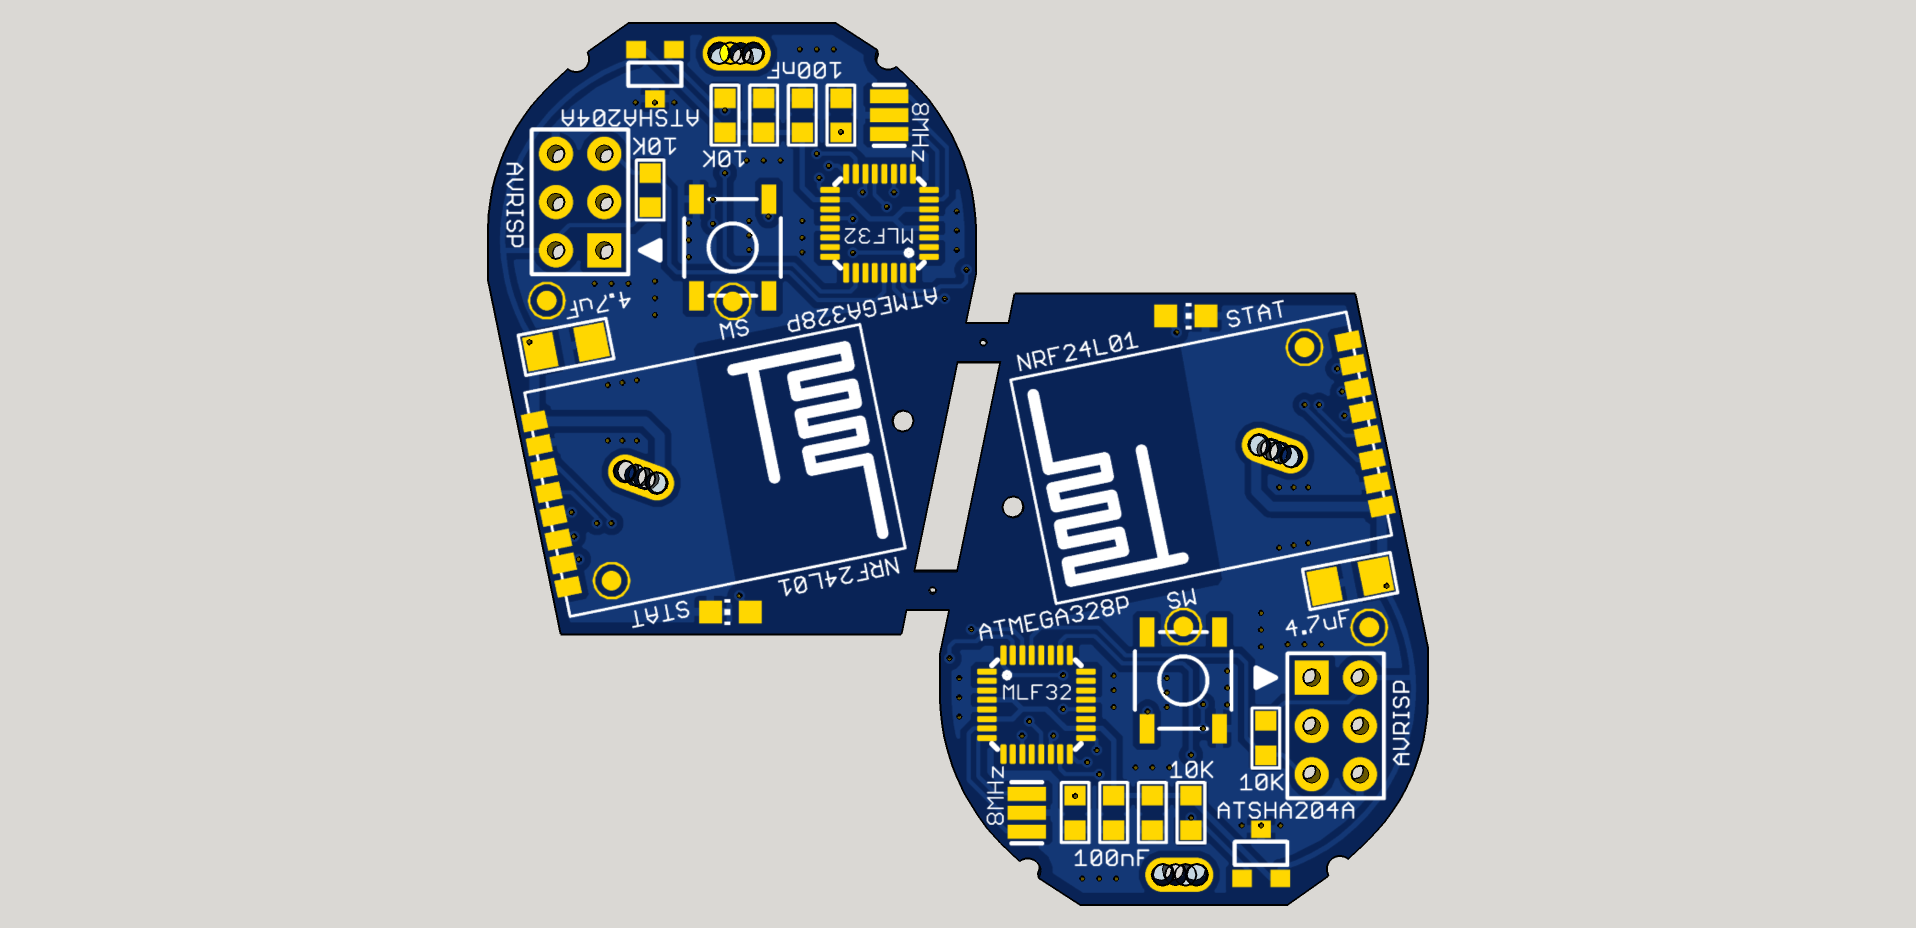 100nF
ATSHA204A
8MHz
10K
10K
AVRISP
MLF32
4.7uF
ATMEGA328P
SW
NRF24L01
STAT
STAT
NRF24L01
SW
ATMEGA328P
4.7uF
MLF32
AVRISP
10K
10K
8MHz
ATSHA204A
100nF